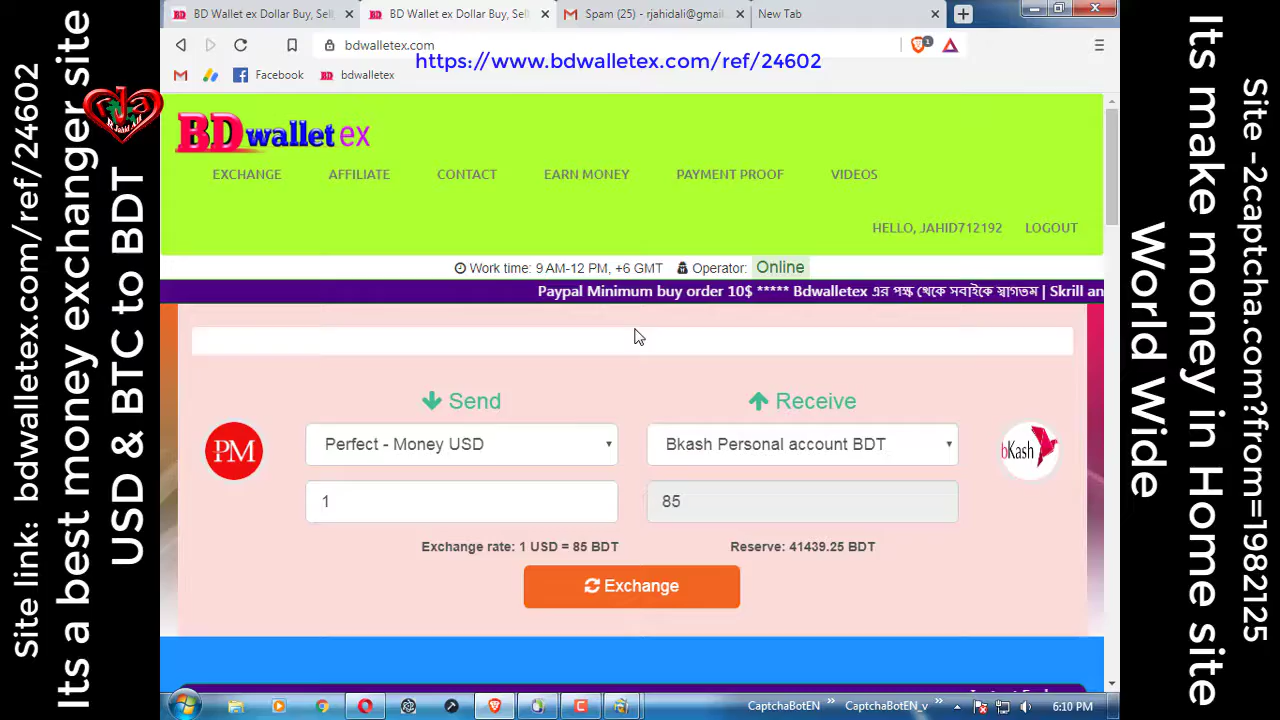 BD Wallet ex Dollar Buy, Sell
BD Wallet ex Dollar Buy, Sell
Spam (25) - rjahidali@gmail.
New Tab
bdwalletex.com
1
https://www.bdwalletex.com/ref/24602
Facebook
bdwalletex
BDwallet ex
EXCHANGE
AFFILIATE
CONTACT
EARN MONEY
PAYMENT PROOF
VIDEOS
HELLO, JAHID712192
LOGOUT
Work time: 9 AM-12 PM, +6 GMT
Operator: Online
Paypal Minimum buy order 10$ ***** Bdwalletex এর পক্ষ থেকে সবাইকে স্বাগতম | Skrill an
Send
Receive
PM
Perfect - Money USD
Bkash Personal account BDT
bKash
1
85
Exchange rate: 1 USD = 85 BDT
Reserve: 41439.25 BDT
Exchange
CaptchaBotEN
CaptchaBotEN_v
6:10 PM
Site link: bdwalletex.com/ref/24602
Its a best money exchanger site
USD & BTC to BDT
Site -2captcha.com?from=1982125
Its make money in Home site
World Wide